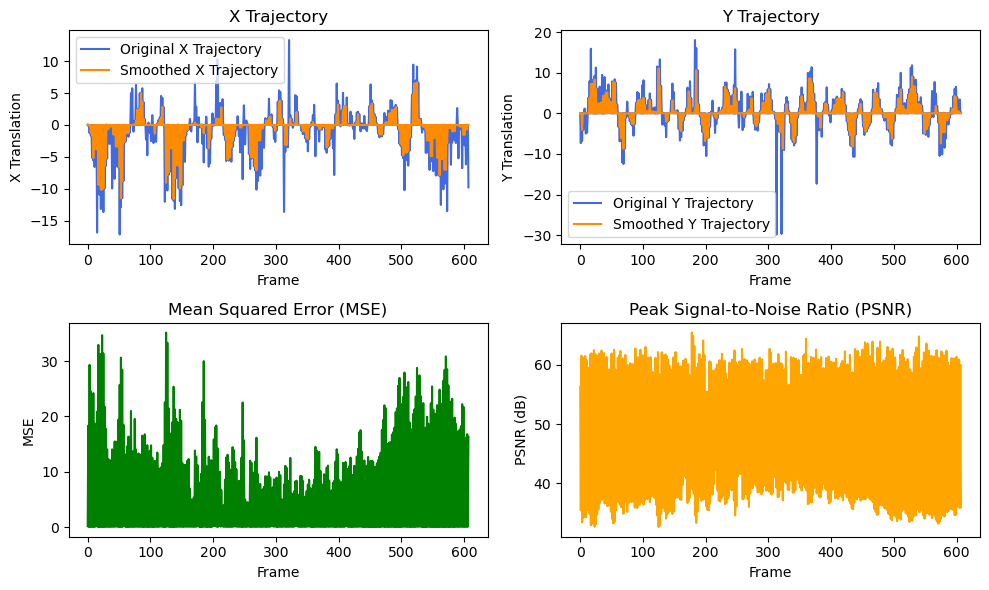 X Trajectory
10
5
0
−5
−10
−15
X Translation
Original X Trajectory
Smoothed X Trajectory
0 100 200 300 400 500 600
Frame
Y Trajectory
20
10
0
−10
−20
−30
Y Translation
Original Y Trajectory
Smoothed Y Trajectory
0 100 200 300 400 500 600
Frame
Mean Squared Error (MSE)
30
20
10
0
MSE
0 100 200 300 400 500 600
Frame
Peak Signal-to-Noise Ratio (PSNR)
60
50
40
PSNR (dB)
0 100 200 300 400 500 600
Frame